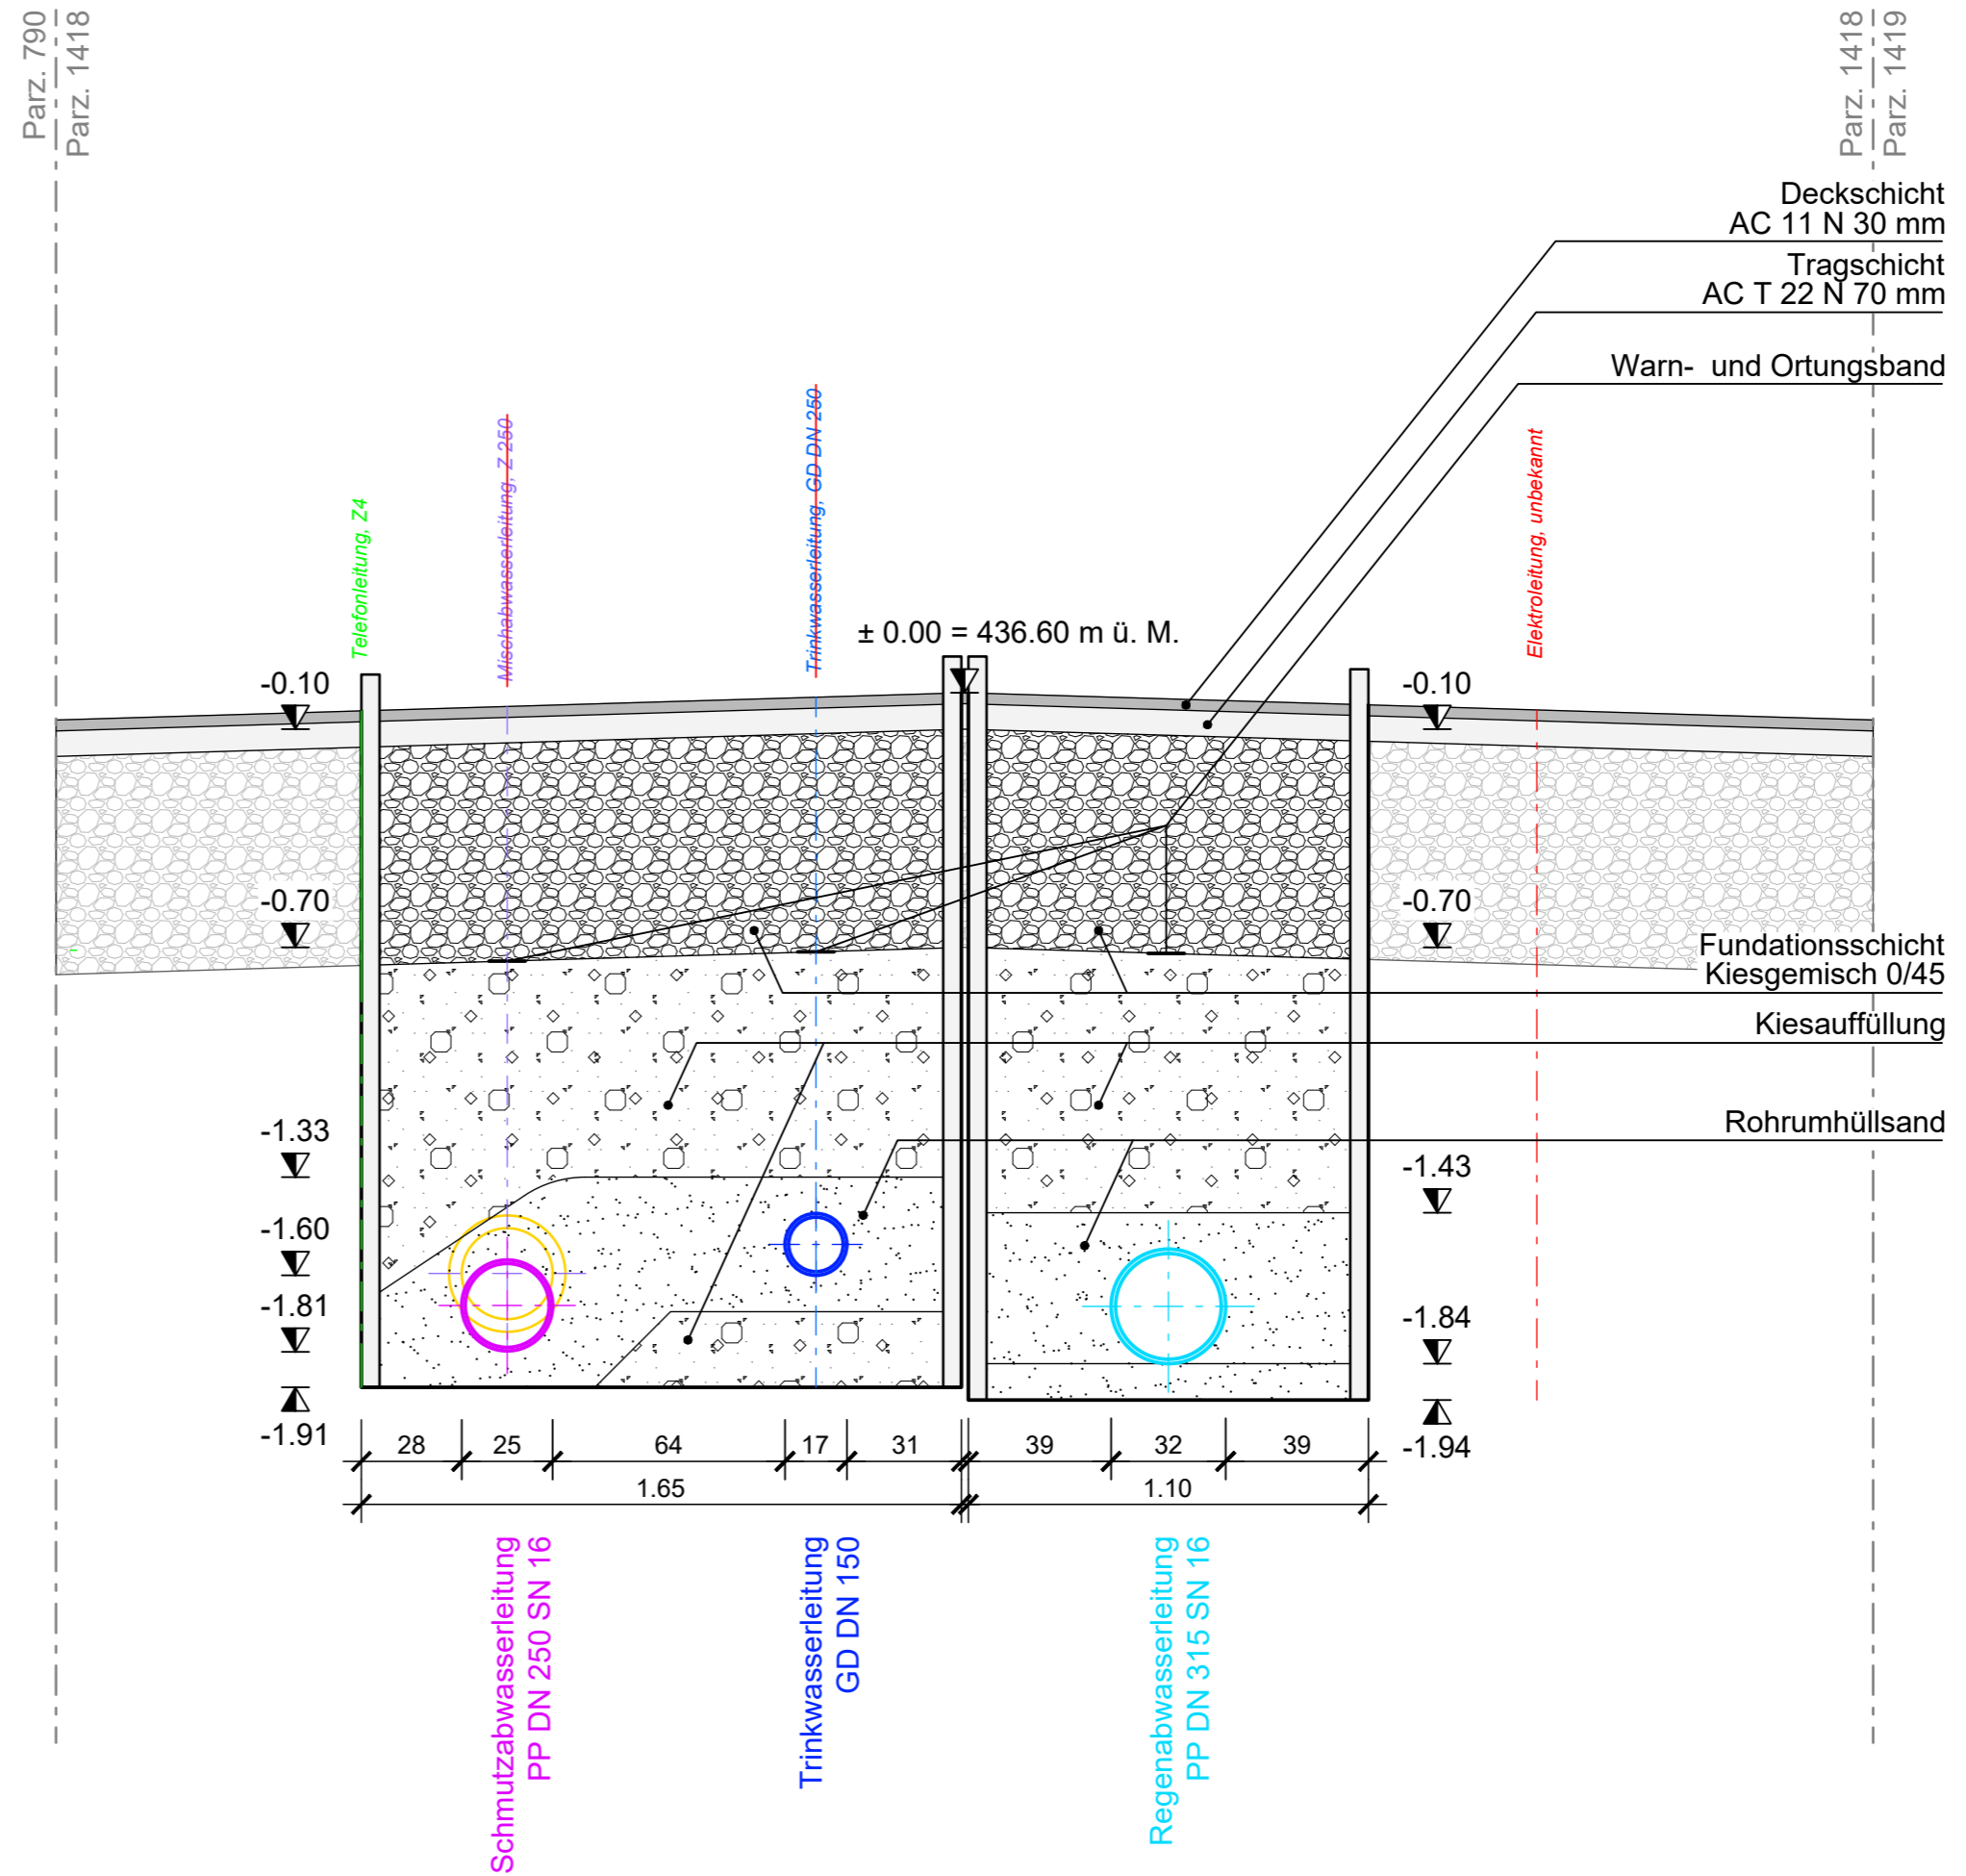 Parz. 790
Parz. 1418
Parz. 1418
Parz. 1419
Deckschicht
AC 11 N 30 mm
Tragschicht
AC T 22 N 70 mm
Warn- und Ortungsband
Telefonleitung, Z4
Mischabwasserleitung, Z 250
Trinkwasserleitung, GD DN 250
Elektroleitung, unbekannt
± 0.00 = 436.60 m ü. M.
-0.10
-0.10
-0.70
-0.70
Fundationsschicht
Kiesgemisch 0/45
Kiesauffüllung
Rohrumhüllsand
-1.33
-1.43
-1.60
-1.81
-1.84
-1.91
-1.94
28 25 64 17 31 39 32 39
1.65 1.10
Schmutzabwasserleitung
PP DN 250 SN 16
Trinkwasserleitung
GD DN 150
Regenabwasserleitung
PP DN 315 SN 16